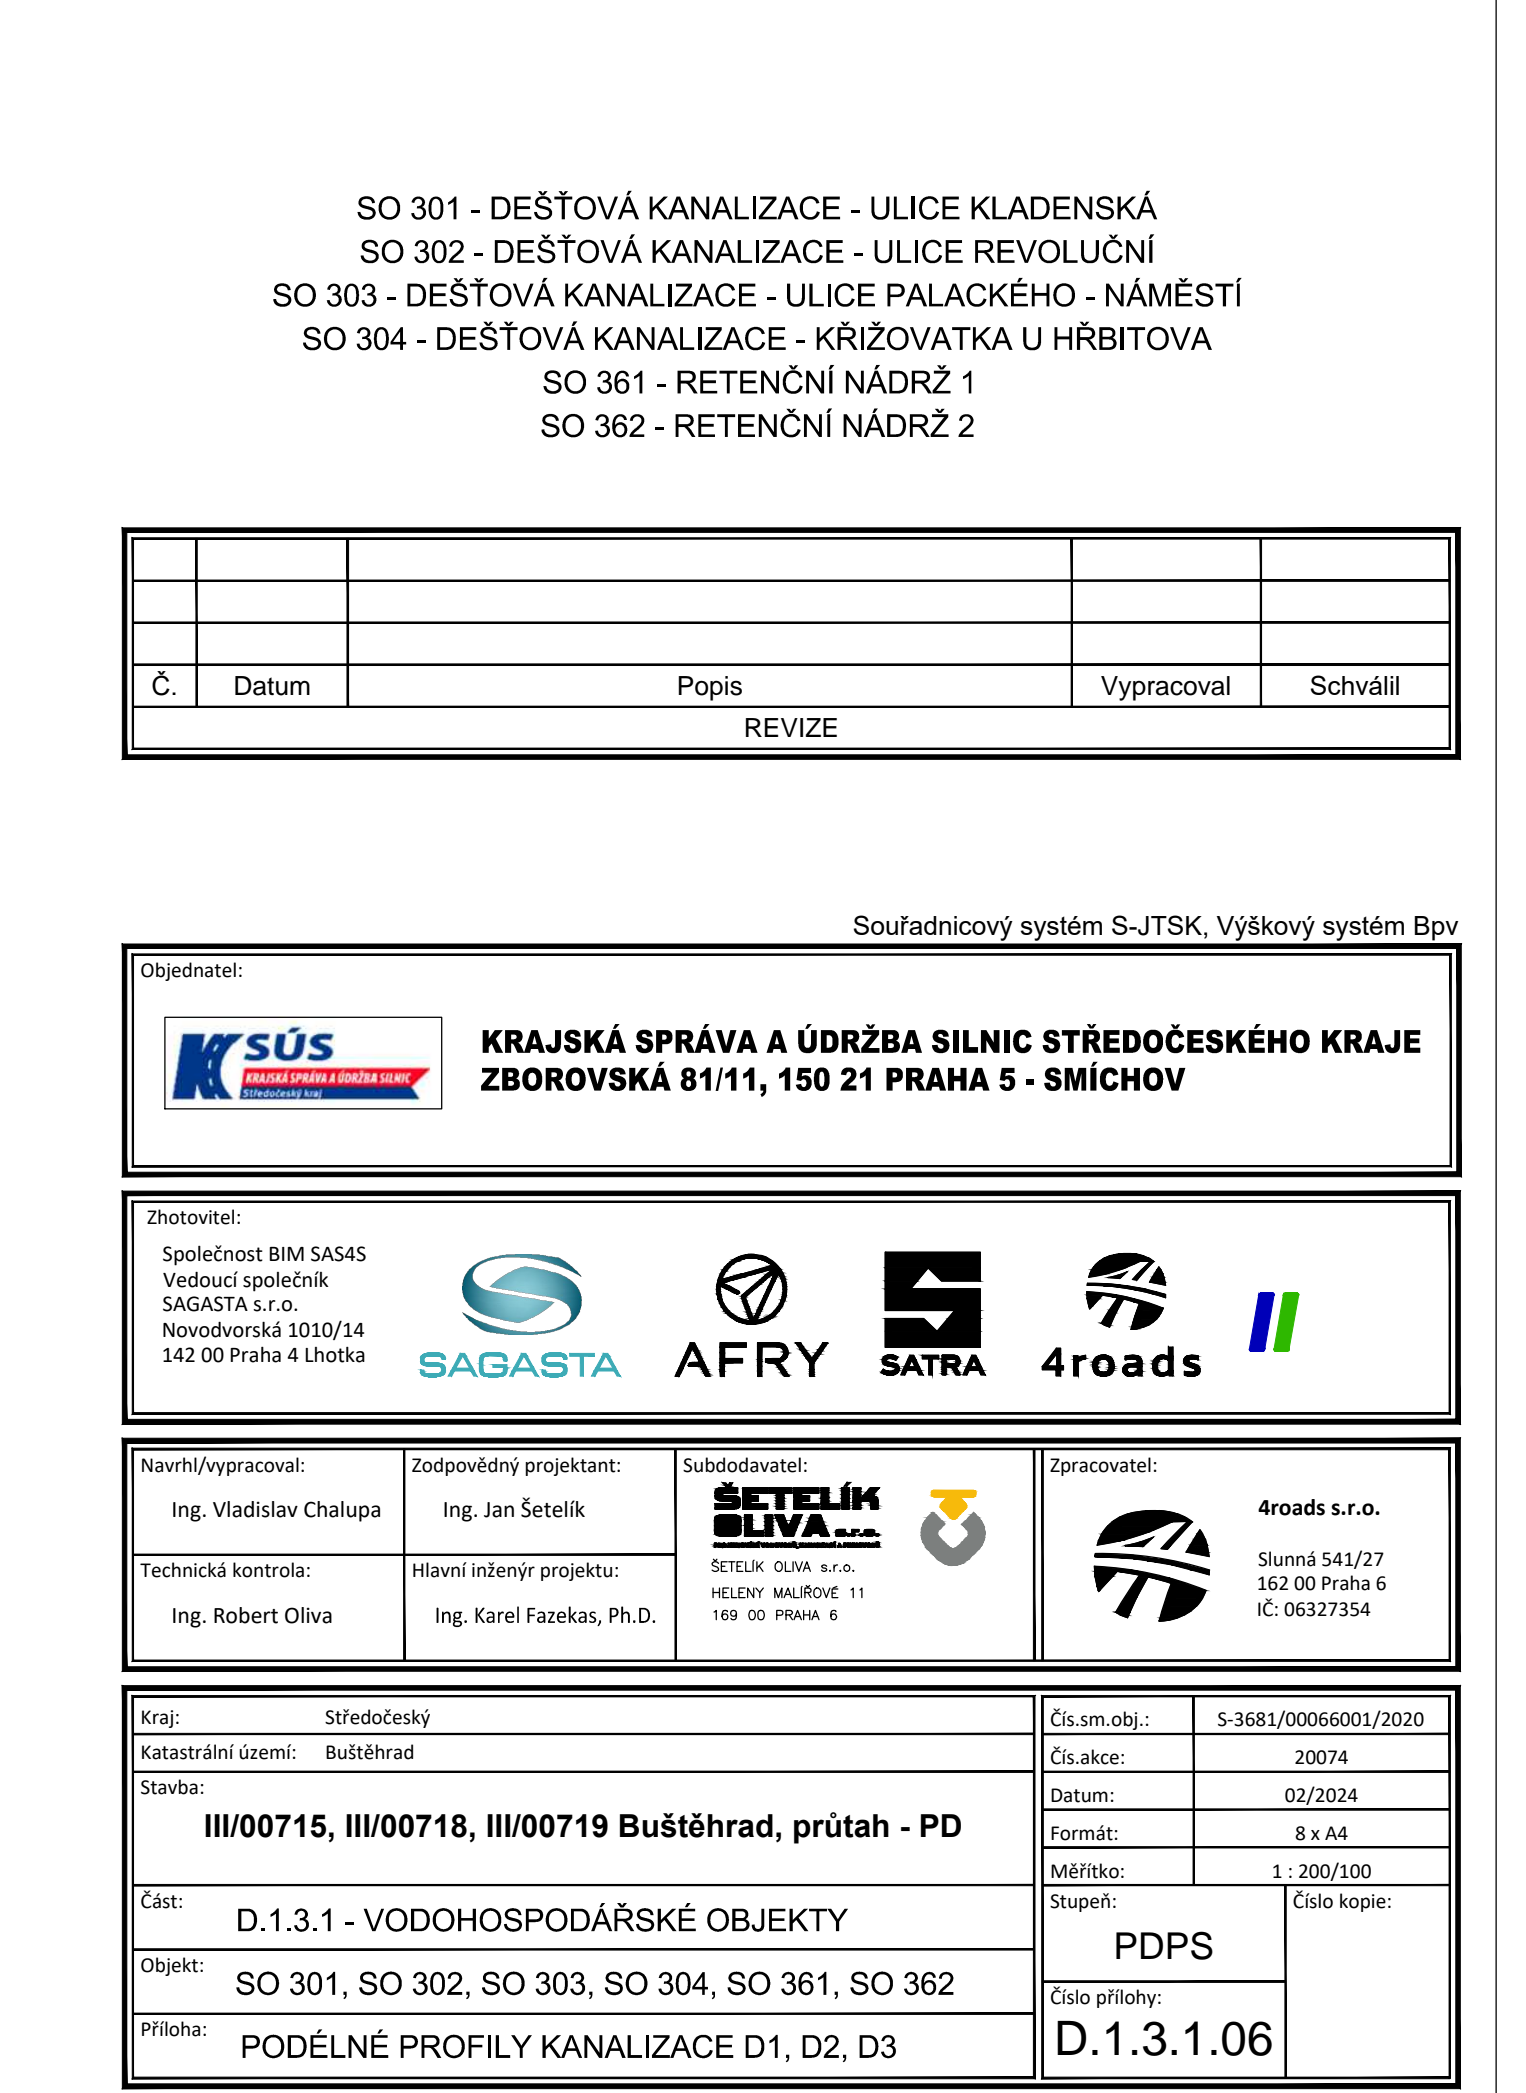 SO 301 - DEŠŤOVÁ KANALIZACE - ULICE KLADENSKÁ
SO 302 - DEŠŤOVÁ KANALIZACE - ULICE REVOLUČNÍ
SO 303 - DEŠŤOVÁ KANALIZACE - ULICE PALACKÉHO - NÁMĚSTÍ
SO 304 - DEŠŤOVÁ KANALIZACE - KŘIŽOVATKA U HŘBITOVA
SO 361 - RETENČNÍ NÁDRŽ 1
SO 362 - RETENČNÍ NÁDRŽ 2
Č. Datum Popis Vypracoval Schválil
REVIZE
Souřadnicový systém S-JTSK, Výškový systém Bpv
Objednatel:
SÚS
KRAJSKÁ SPRÁVA A ÚDRŽBA SILNIC
Středočeský kraj
KRAJSKÁ SPRÁVA A ÚDRŽBA SILNIC STŘEDOČESKÉHO KRAJE
ZBOROVSKÁ 81/11, 150 21 PRAHA 5 - SMÍCHOV
Zhotovitel:
Společnost BIM SAS4S
Vedoucí společník
SAGASTA s.r.o.
Novodvorská 1010/14
142 00 Praha 4 Lhotka
SAGASTA
AFRY
SATRA
4roads
Navrhl/vypracoval:
Ing. Vladislav Chalupa
Zodpovědný projektant:
Ing. Jan Šetelík
Technická kontrola:
Ing. Robert Oliva
Hlavní inženýr projektu:
Ing. Karel Fazekas, Ph.D.
Subdodavatel:
ŠETELÍK
OLIVA s.r.o.
ŠETELÍK OLIVA s.r.o.
HELENY MALÍŘOVÉ 11
169 00 PRAHA 6
Zpracovatel:
4roads s.r.o.
Slunná 541/27
162 00 Praha 6
IČ: 06327354
Kraj: Středočeský
Katastrální území: Buštěhrad
Stavba:
III/00715, III/00718, III/00719 Buštěhrad, průtah - PD
Část:
D.1.3.1 - VODOHOSPODÁŘSKÉ OBJEKTY
Objekt:
SO 301, SO 302, SO 303, SO 304, SO 361, SO 362
Příloha:
PODÉLNÉ PROFILY KANALIZACE D1, D2, D3
Čís.sm.obj.: S-3681/00066001/2020
Čís.akce: 20074
Datum: 02/2024
Formát: 8 x A4
Měřítko: 1 : 200/100
Stupeň:
PDPS
Číslo kopie:
Číslo přílohy:
D.1.3.1.06